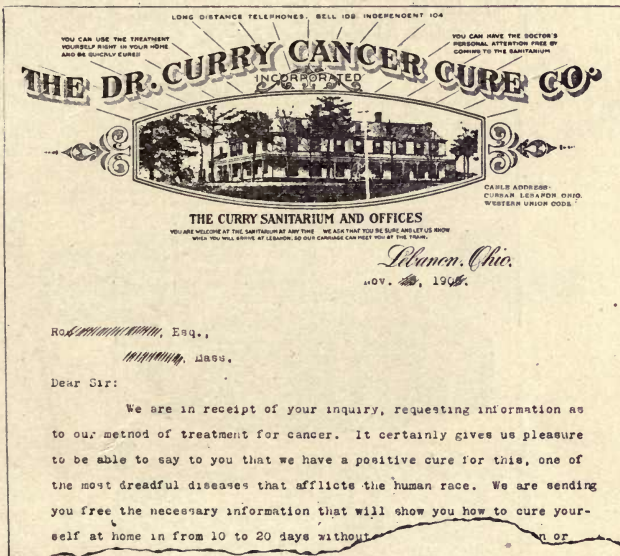 LONG DISTANCE TELEPHONES, BELL 108 INDEPENDENT 104
YOU CAN USE THE TREATMENT
YOURSELF RIGHT IN YOUR HOME
AND BE QUICKLY CURED
YOU CAN HAVE THE DOCTOR'S
PERSONAL ATTENTION FREE BY
COMING TO THE SANITARIUM
THE DR. CURRY CANCER CURE CO.
INCORPORATED
CABLE ADDRESS-
CURBAN LEBANON OHIO.
WESTERN UNION CODE
THE CURRY SANITARIUM AND OFFICES
YOU ARE WELCOME AT THE SANITARIUM AT ANY TIME WE ASK THAT YOU BE SURE AND LET US KNOW
WHEN YOU WILL ARRIVE AT LEBANON, SO OUR CARRIAGE CAN MEET YOU AT THE TRAIN.
Lebanon, Ohio.
Nov. , 190 .
Ro , Esq.,
, Mass.
Dear Sir:
We are in receipt of your inquiry, requesting information as
to our method of treatment for cancer. It certainly gives us pleasure
to be able to say to you that we have a positive cure for this, one of
the most dreadful diseases that afflicts the human race. We are sending
you free the necessary information that will show you how to cure your-
self at home in from 10 to 20 days without n or